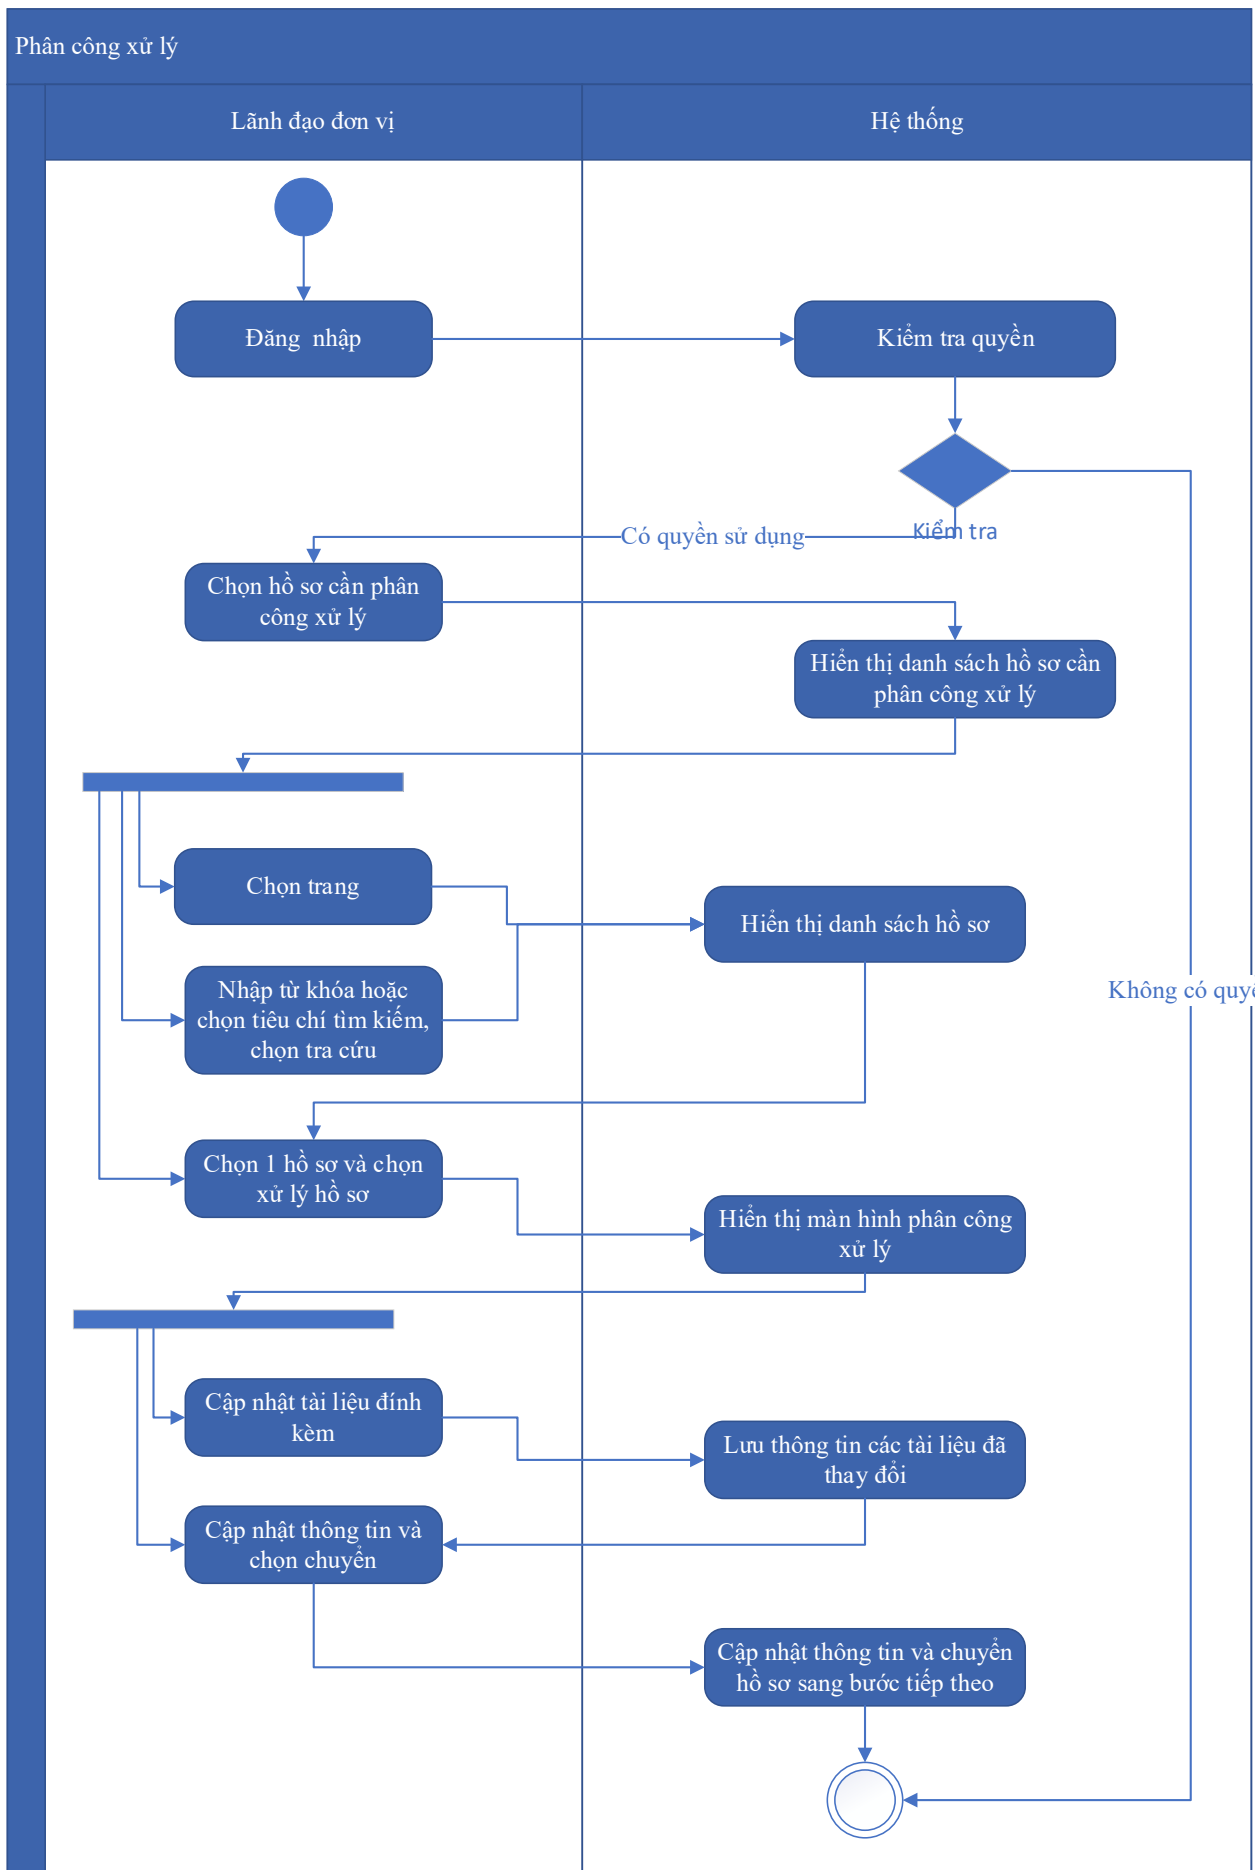 Phân công xử lý
Lãnh đạo đơn vị
Hệ thống
Đăng nhập
Kiểm tra quyền
Có quyền sử dụng
Kiểm tra
Chọn hồ sơ cần phân
công xử lý
Hiển thị danh sách hồ sơ cần
phân công xử lý
Chọn trang
Hiển thị danh sách hồ sơ
Nhập từ khóa hoặc
chọn tiêu chí tìm kiếm,
chọn tra cứu
Không có quyề
Chọn 1 hồ sơ và chọn
xử lý hồ sơ
Hiển thị màn hình phân công
xử lý
Cập nhật tài liệu đính
kèm
Lưu thông tin các tài liệu đã
thay đổi
Cập nhật thông tin và
chọn chuyển
Cập nhật thông tin và chuyển
hồ sơ sang bước tiếp theo